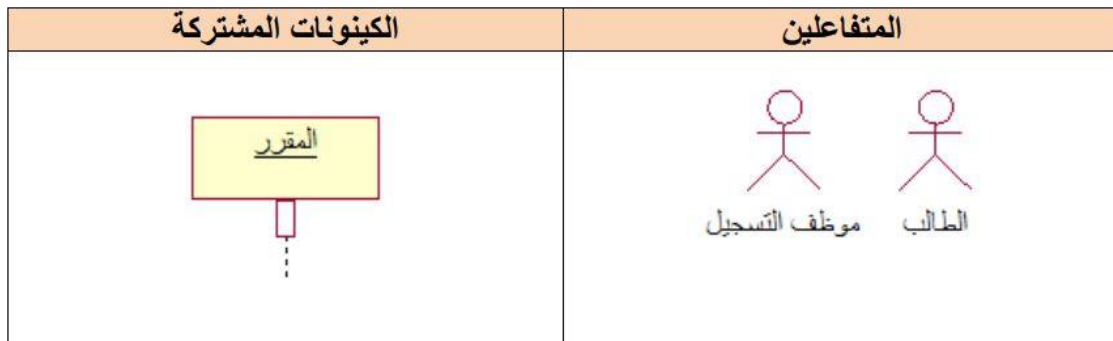 المتفاعلين
الكينونات المشتركة
الطالب
موظف التسجيل
المقرر